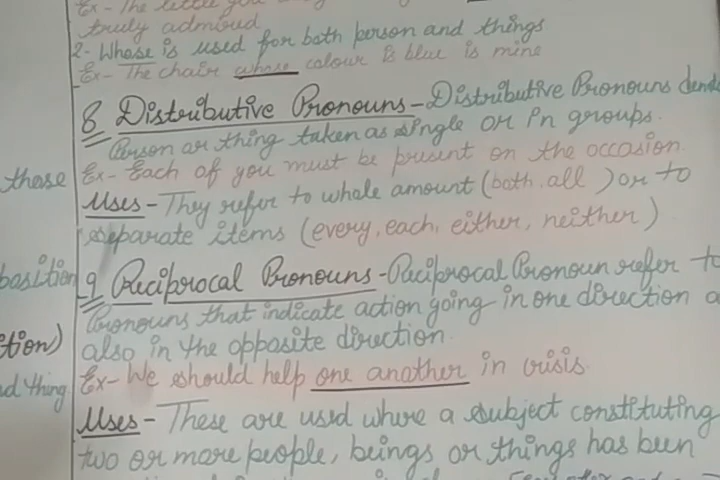 Ex- The little
truly admired
2- Whose is used for both person and things
Ex- The chair whose colour is blue is mine
8 Distributive Pronouns - Distributive Pronouns
Person or thing taken as single or in groups.
these
Ex- Each of you must be present on the occasion.
Uses - They refer to whole amount (both, all) or to
separate items (every, each, either, neither)
9 Reciprocal Pronouns - Reciprocal Pronoun refer to
Pronouns that indicate action going in one direction
also in the opposite direction.
Ex- We should help one another in crisis.
thing
Uses - These are used where a subject constituting
two or more people, beings or things has been